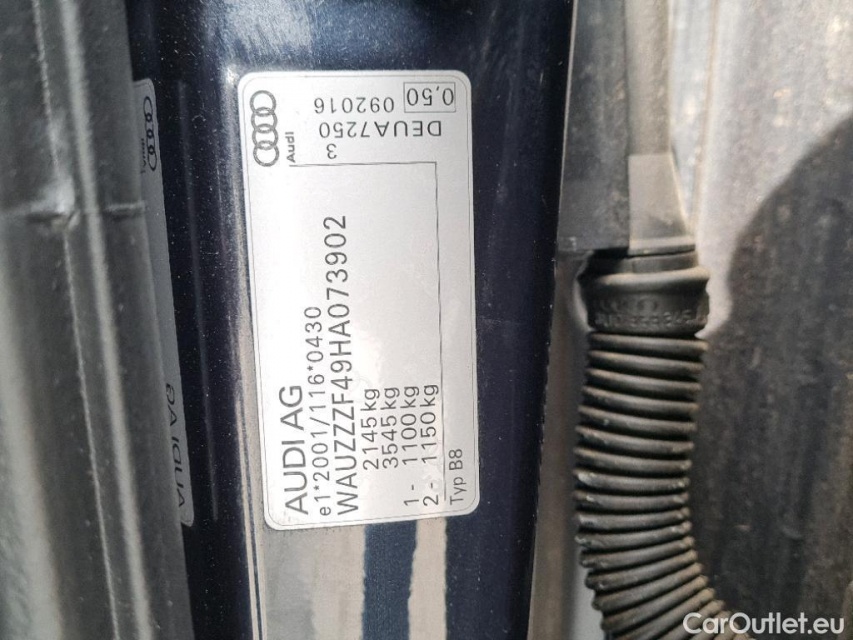 Audi
DEUA7250
092016
0,50
3
AUDI AG
e1*2001/116*0430
WAUZZZF49HA073902
2145kg
3545kg
1- 1100kg
2- 1150kg
Typ B8
CarOutlet.eu